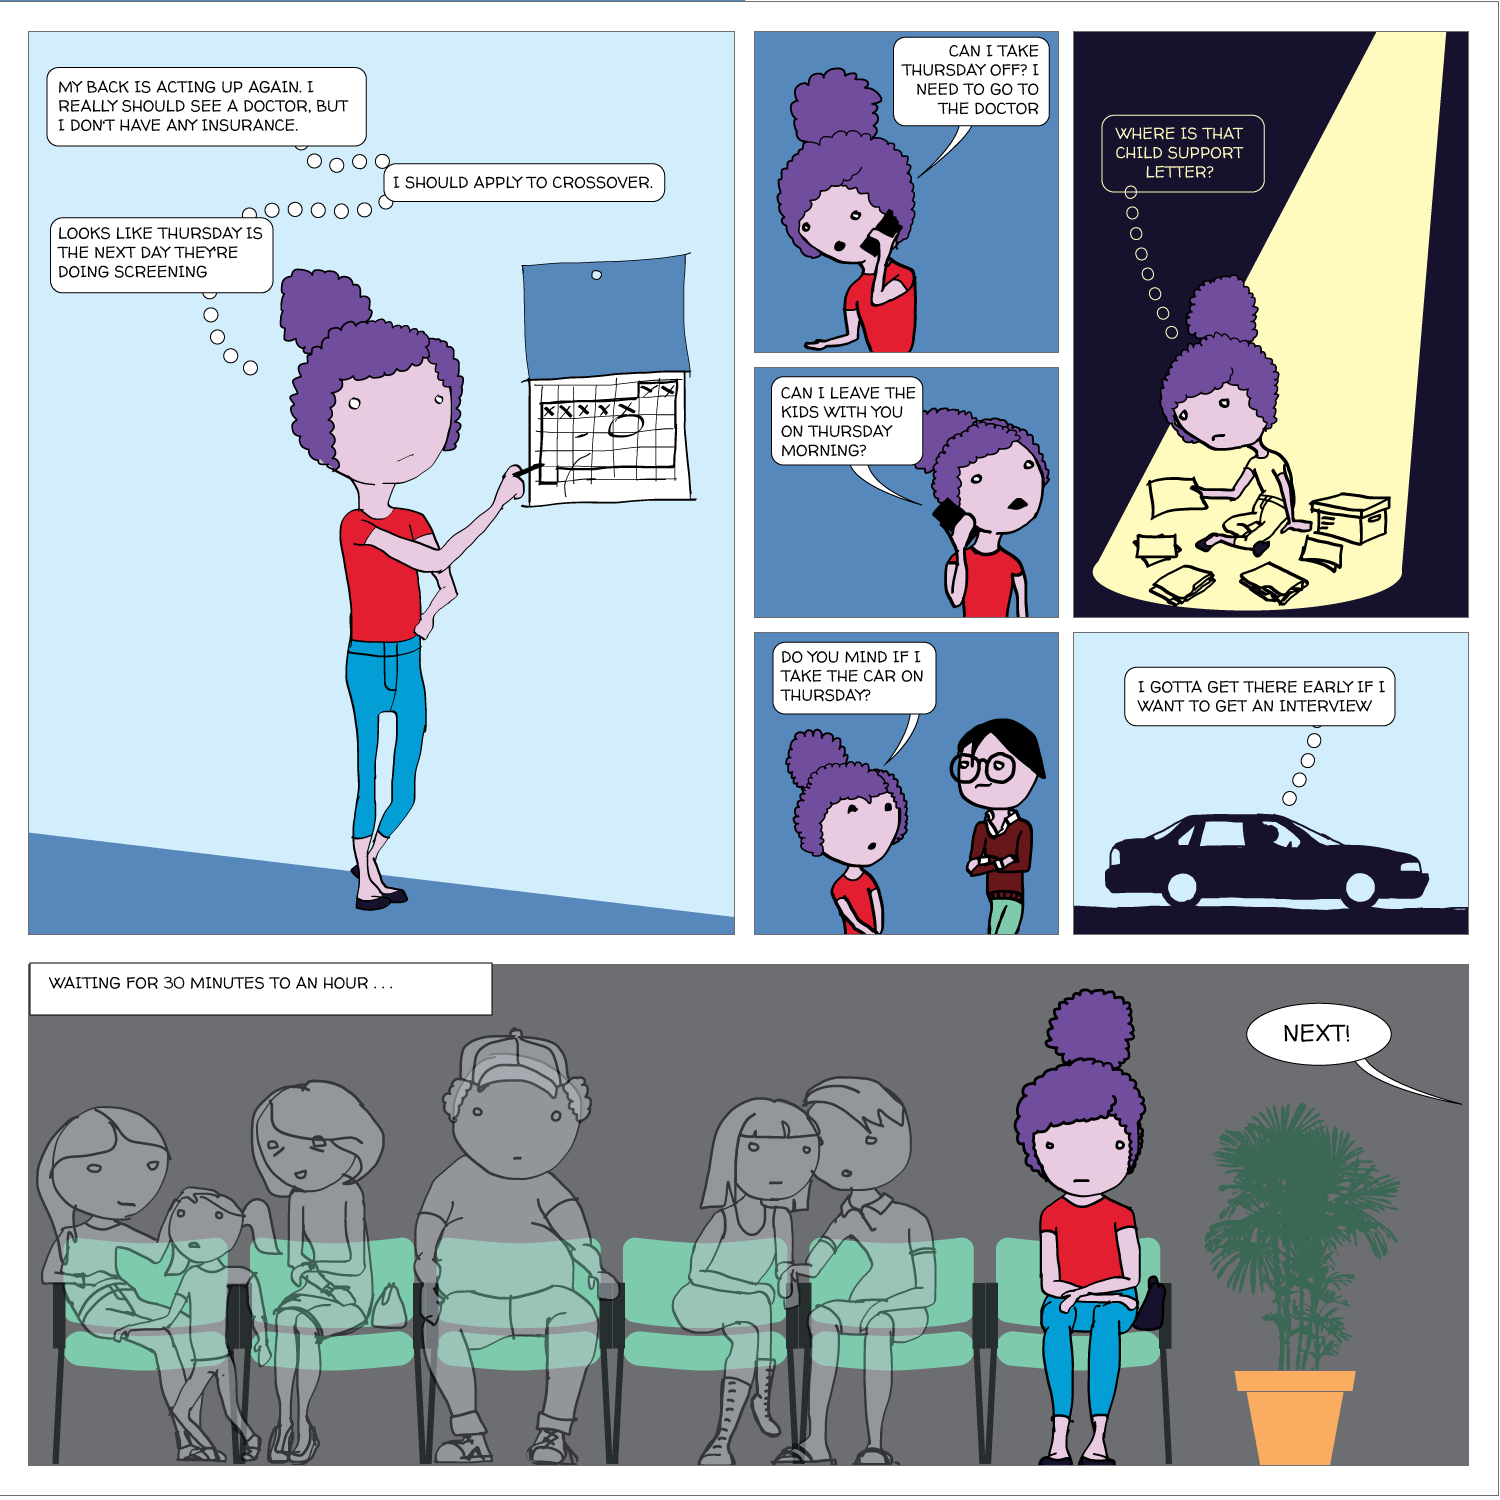 MY BACK IS ACTING UP AGAIN. I
REALLY SHOULD SEE A DOCTOR, BUT
I DON'T HAVE ANY INSURANCE.
I SHOULD APPLY TO CROSSOVER.
LOOKS LIKE THURSDAY IS
THE NEXT DAY THEY'RE
DOING SCREENING
CAN I TAKE
THURSDAY OFF? I
NEED TO GO TO
THE DOCTOR
CAN I LEAVE THE
KIDS WITH YOU
ON THURSDAY
MORNING?
DO YOU MIND IF I
TAKE THE CAR ON
THURSDAY?
WHERE IS THAT
CHILD SUPPORT
LETTER?
I GOTTA GET THERE EARLY IF I
WANT TO GET AN INTERVIEW
WAITING FOR 30 MINUTES TO AN HOUR . . .
NEXT!